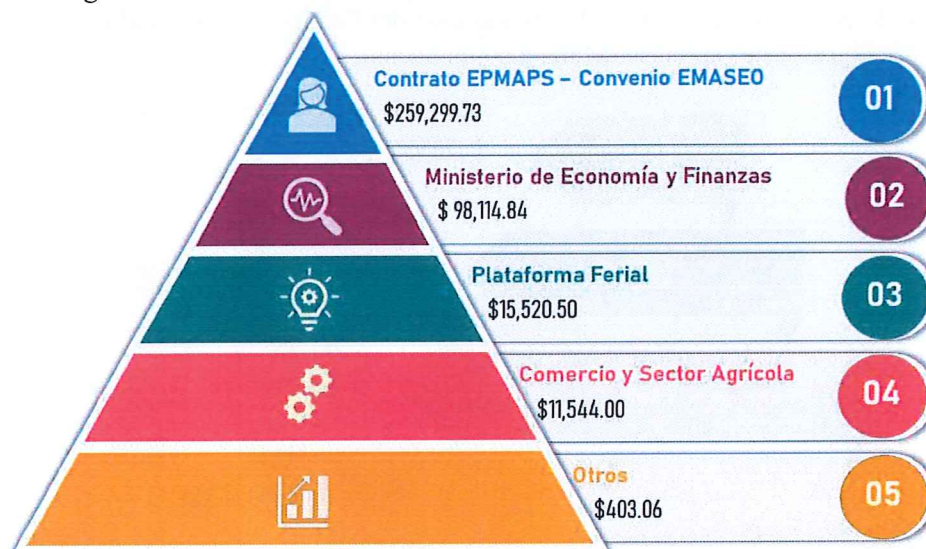 Contrato EPMAPS – Convenio EMASEO
$259,299.73
01
Ministerio de Economía y Finanzas
$ 98,114.84
02
Plataforma Ferial
$15,520.50
03
Comercio y Sector Agrícola
$11,544.00
04
Otros
$403.06
05